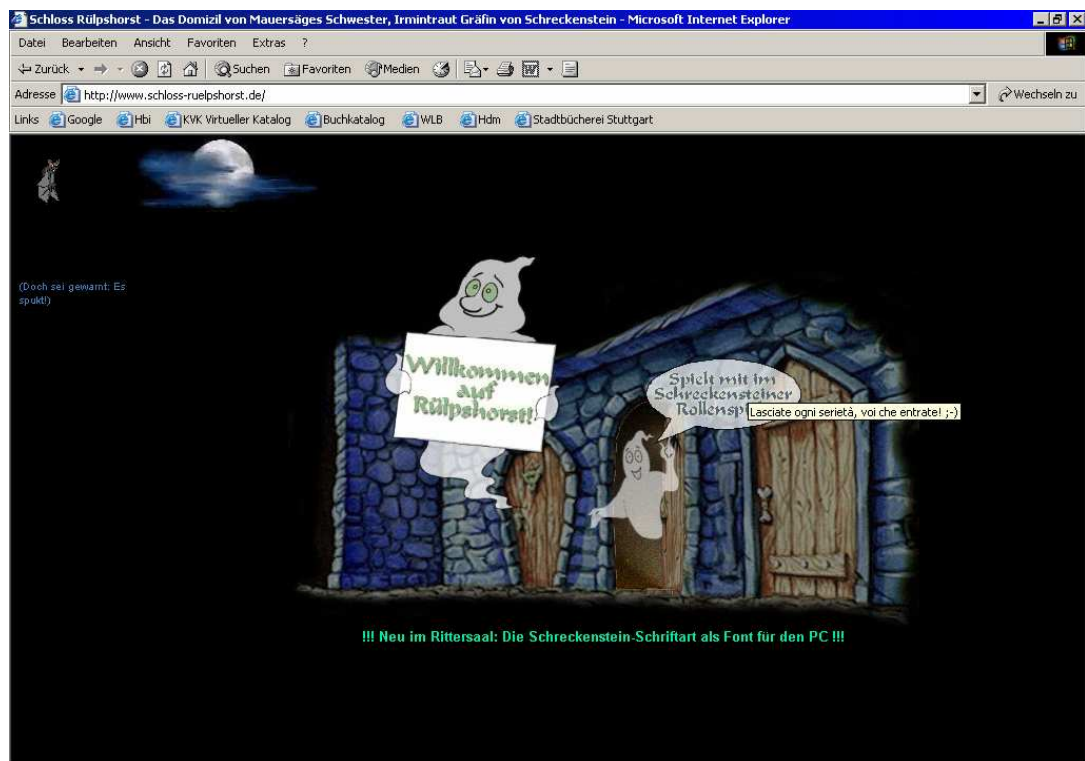 Schloss Rülpshorst - Das Domizil von Mauersäges Schwester, Irmintraut Gräfin von Schreckenstein - Microsoft Internet Explorer
Datei Bearbeiten Ansicht Favoriten Extras ?
Zurück Suchen Favoriten Medien
Adresse http://www.schloss-ruelpshorst.de/ Wechseln zu
Links Google Hbi KVK Virtueller Katalog Buchkatalog WLB Hdm Stadtbücherei Stuttgart
(Doch sei gewarnt: Es
spukt!)
Willkommen
auf
Rülpshorst!
Spielt mit im
Schreckensteiner
Rollensp
Lasciate ogni serietà, voi che entrate! ;-)
!!! Neu im Rittersaal: Die Schreckenstein-Schriftart als Font für den PC !!!